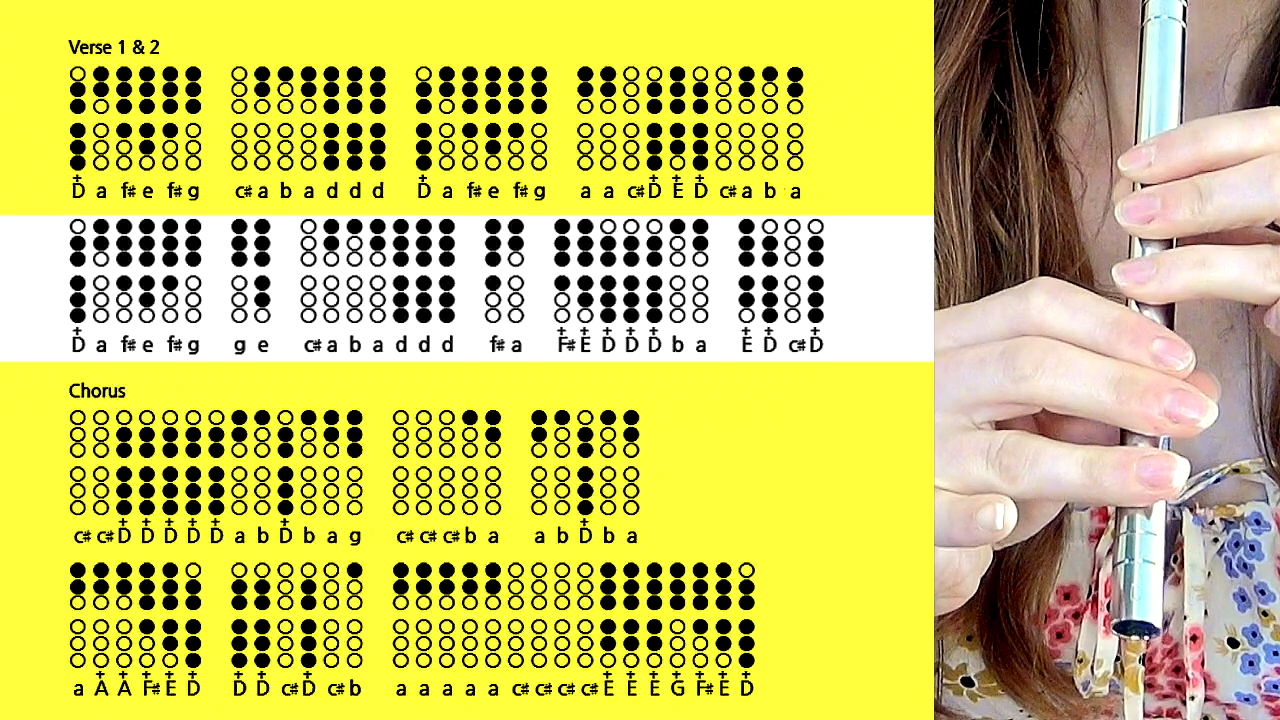 Verse 1 & 2
+D a f# e f# g c# a b a d d d +D a f# e f# g a a c# +D +E +D c# a b a
+D a f# e f# g g e c# a b a d d d f# a +F# +E +D +D +D b a +E +D c# +D
Chorus
c# c# +D +D +D +D +D a b +D b a g c# c# c# b a a b +D b a
a +A +A +F# +E +D +D +D c# +D c# b a a a a a c# c# c# c# +E +E +E +G +F# +E +D